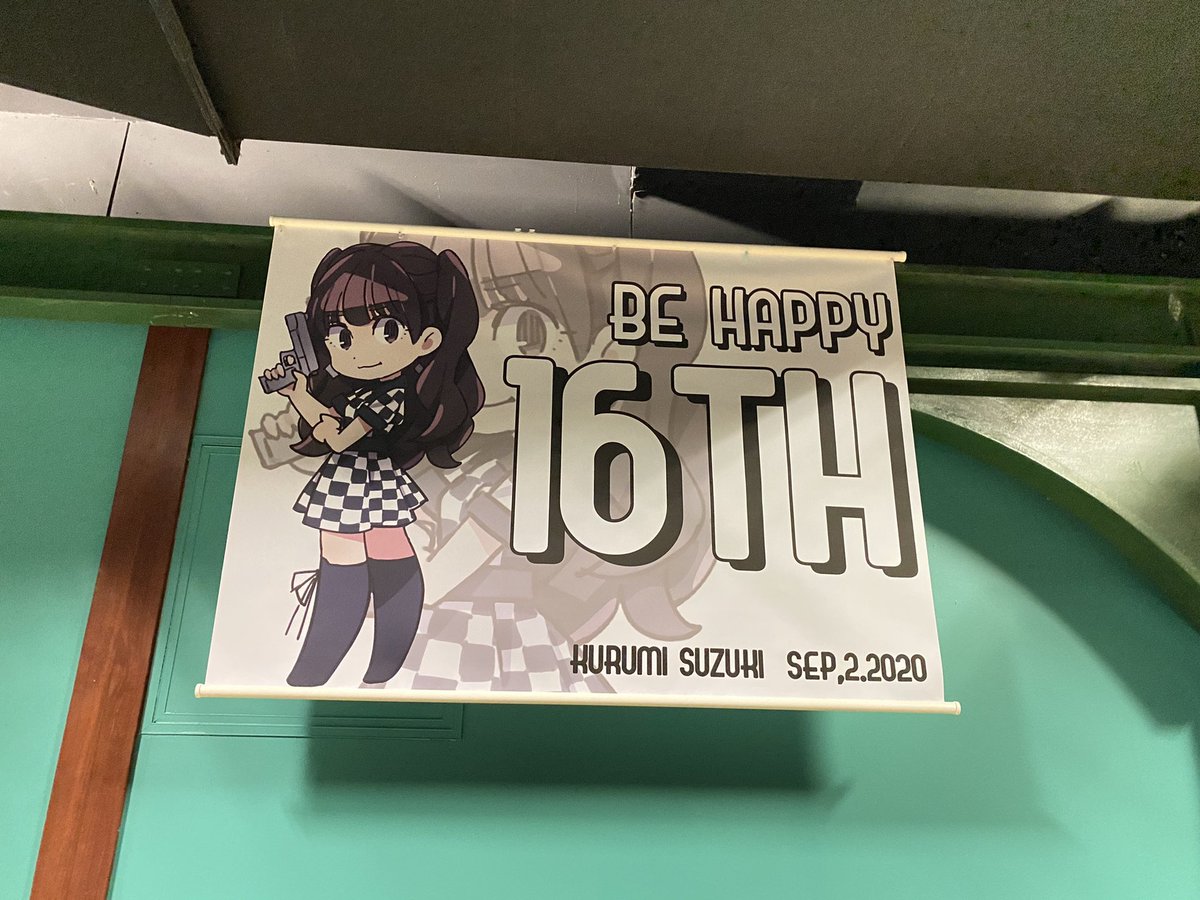 BE HAPPY
16TH
KURUMI SUZUKI SEP,2.2020